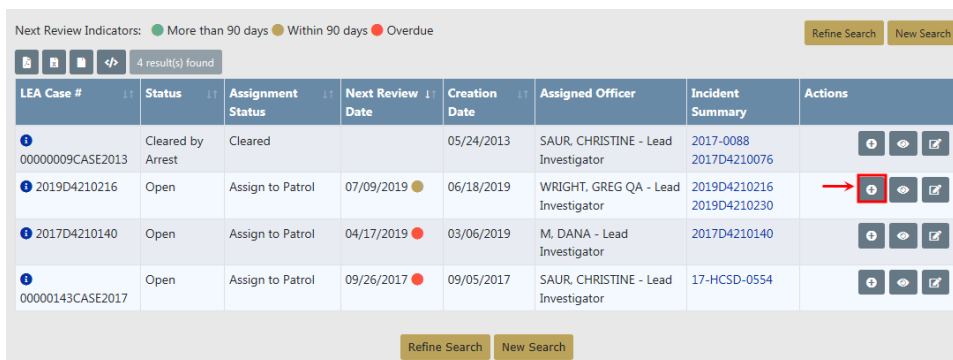 Next Review Indicators: More than 90 days Within 90 days Overdue
Refine Search New Search
4 result(s) found
LEA Case # Status Assignment Status Next Review Date Creation Date Assigned Officer Incident Summary Actions
00000009CASE2013 Cleared by Arrest Cleared 05/24/2013 SAUR, CHRISTINE - Lead Investigator 2017-0088 2017D4210076
2019D4210216 Open Assign to Patrol 07/09/2019 06/18/2019 WRIGHT, GREG QA - Lead Investigator 2019D4210216 2019D4210230
2017D4210140 Open Assign to Patrol 04/17/2019 03/06/2019 M, DANA - Lead Investigator 2017D4210140
00000143CASE2017 Open Assign to Patrol 09/26/2017 09/05/2017 SAUR, CHRISTINE - Lead Investigator 17-HCSD-0554
Refine Search New Search